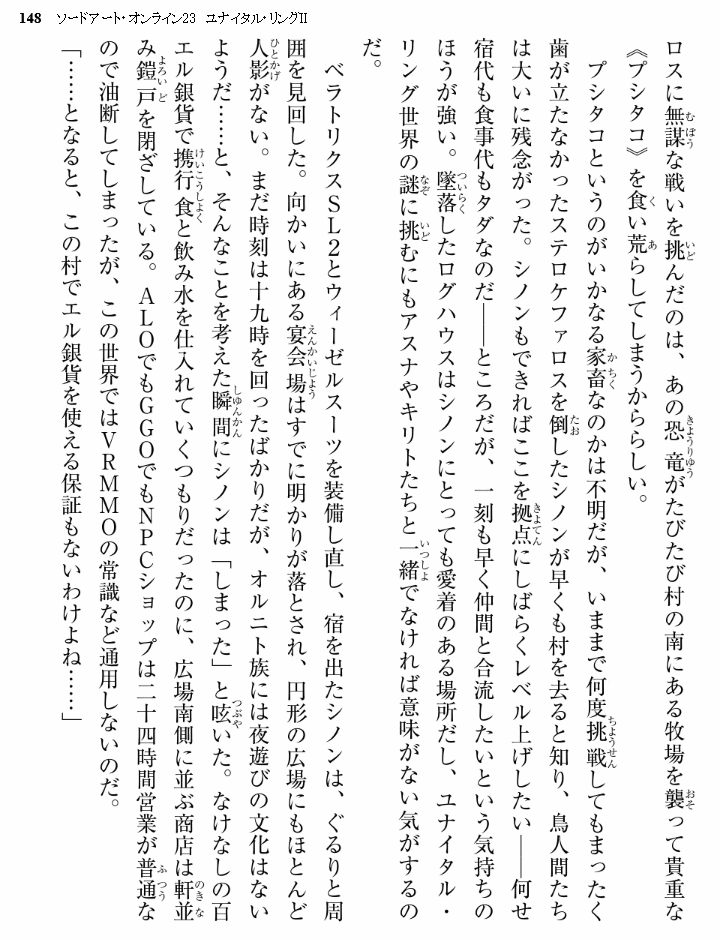 148 ソードアート・オンライン23 ユナイタル・リングⅡ
ロスに無謀な戦いを挑んだのは、あの恐竜がたびたび村の南にある牧場を襲って貴重な
《プシタコ》を食い荒らしてしまうかららしい。
プシタコというのがいかなる家畜なのかは不明だが、いままで何度挑戦してもまったく
歯が立たなかったステロケファロスを倒したシノンが早くも村を去ると知り、鳥人間たち
は大いに残念がった。シノンもできればここを拠点にしばらくレベル上げしたい――何せ
宿代も食事代もタダなのだ――ところだが、一刻も早く仲間と合流したいという気持ちの
ほうが強い。墜落したログハウスはシノンにとっても愛着のある場所だし、ユナイタル・
リング世界の謎に挑むにもアスナやキリトたちと一緒でなければ意味がない気がするの
だ。
ベラトリクスSL2とウィーゼルスーツを装備し直し、宿を出たシノンは、ぐるりと周
囲を見回した。向かいにある宴会場はすでに明かりが落とされ、円形の広場にもほとんど
人影がない。まだ時刻は十九時を回ったばかりだが、オルニト族には夜遊びの文化はない
ようだ……と、そんなことを考えた瞬間にシノンは「しまった」と呟いた。なけなしの百
エル銀貨で携行食と飲み水を仕入れていくつもりだったのに、広場南側に並ぶ商店は軒並
み鎧戸を閉ざしている。ALOでもGGOでもNPCショップは二十四時間営業が普通な
ので油断してしまったが、この世界ではVRMMOの常識など通用しないのだ。
「……となると、この村でエル銀貨を使える保証もないわけよね……」